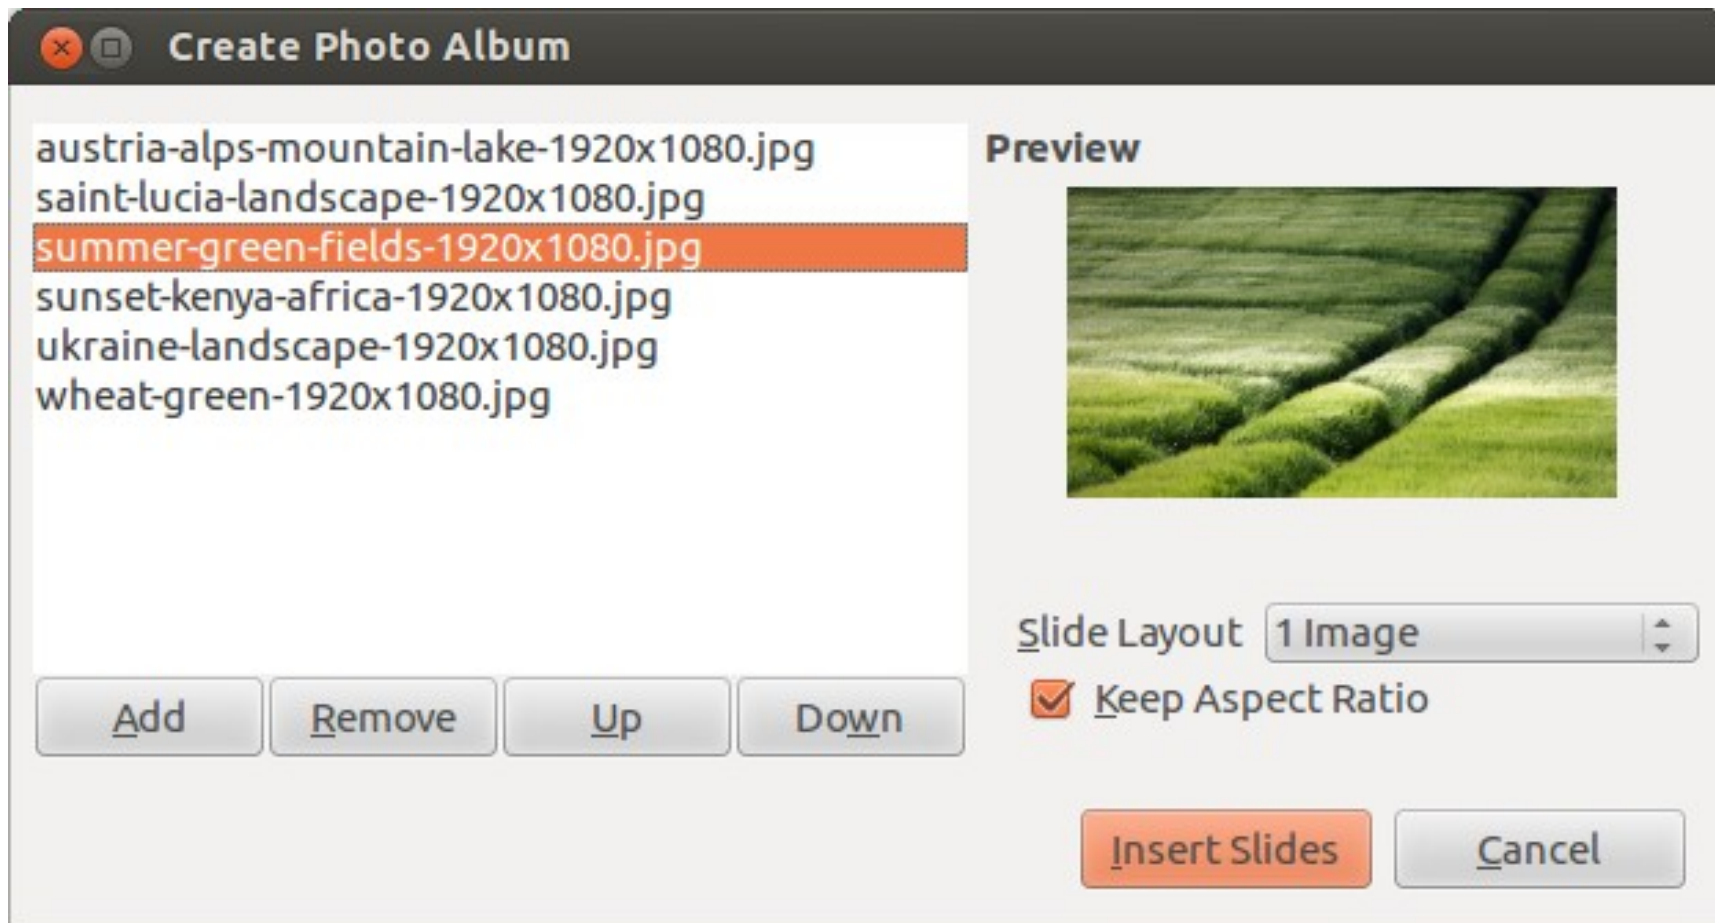 Create Photo Album
austria-alps-mountain-lake-1920x1080.jpg
saint-lucia-landscape-1920x1080.jpg
summer-green-fields-1920x1080.jpg
sunset-kenya-africa-1920x1080.jpg
ukraine-landscape-1920x1080.jpg
wheat-green-1920x1080.jpg
Add Remove Up Down
Preview
Slide Layout 1 Image
Keep Aspect Ratio
Insert Slides Cancel